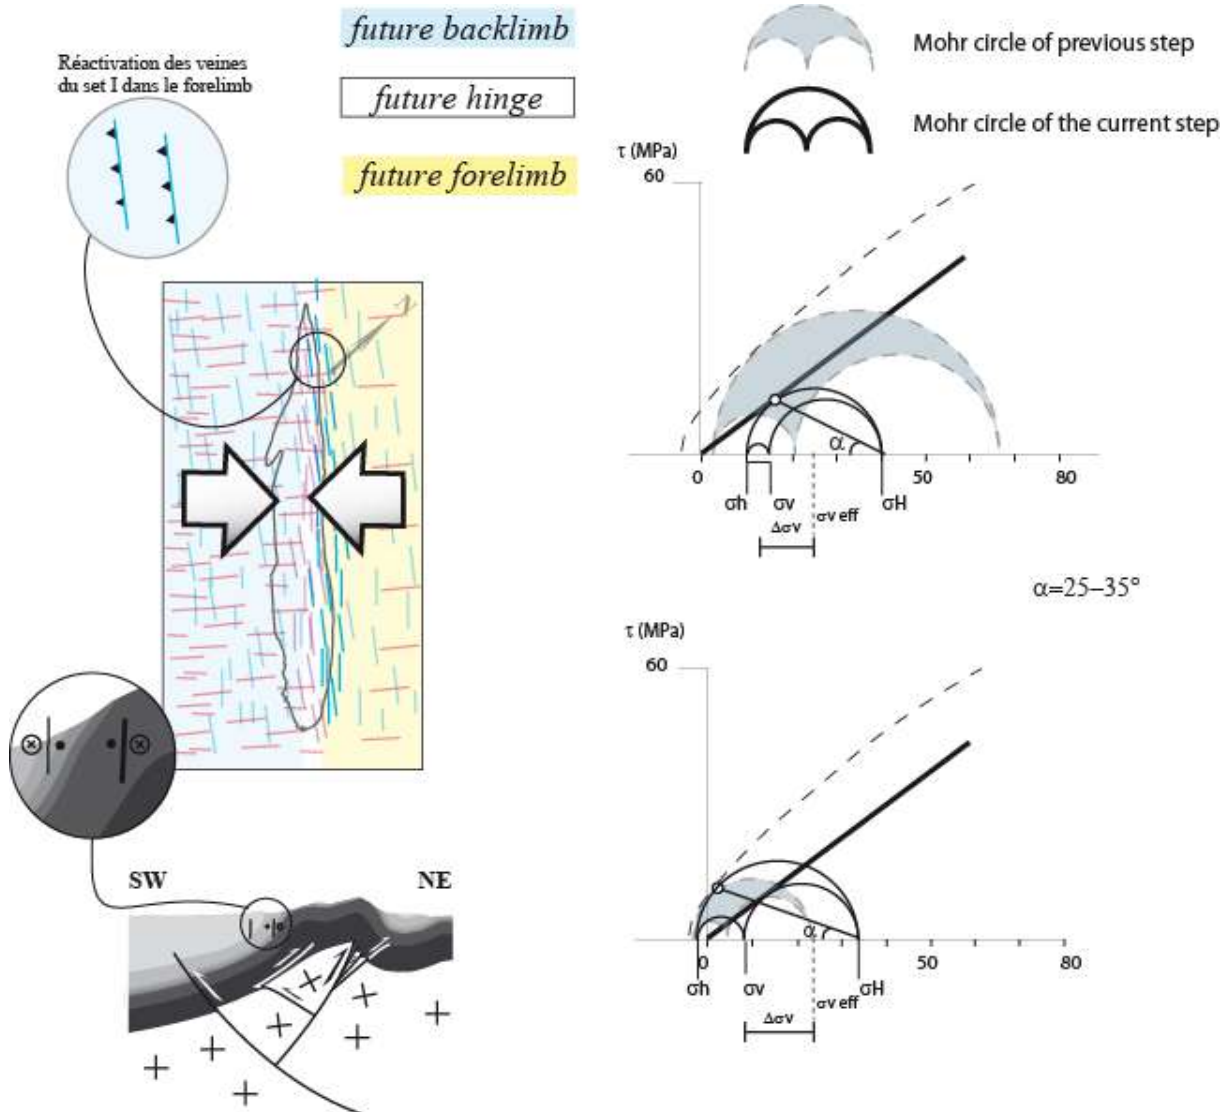 future backlimb
future hinge
future forelimb
Réactivation des veines
du set I dans le forelimb
Mohr circle of previous step
Mohr circle of the current step
τ (MPa)
60
α
0
50
80
σh
σv
σv eff
σH
Δσv
α=25–35°
τ (MPa)
60
α
0
50
80
σh
σv
σv eff
σH
Δσv
SW
NE